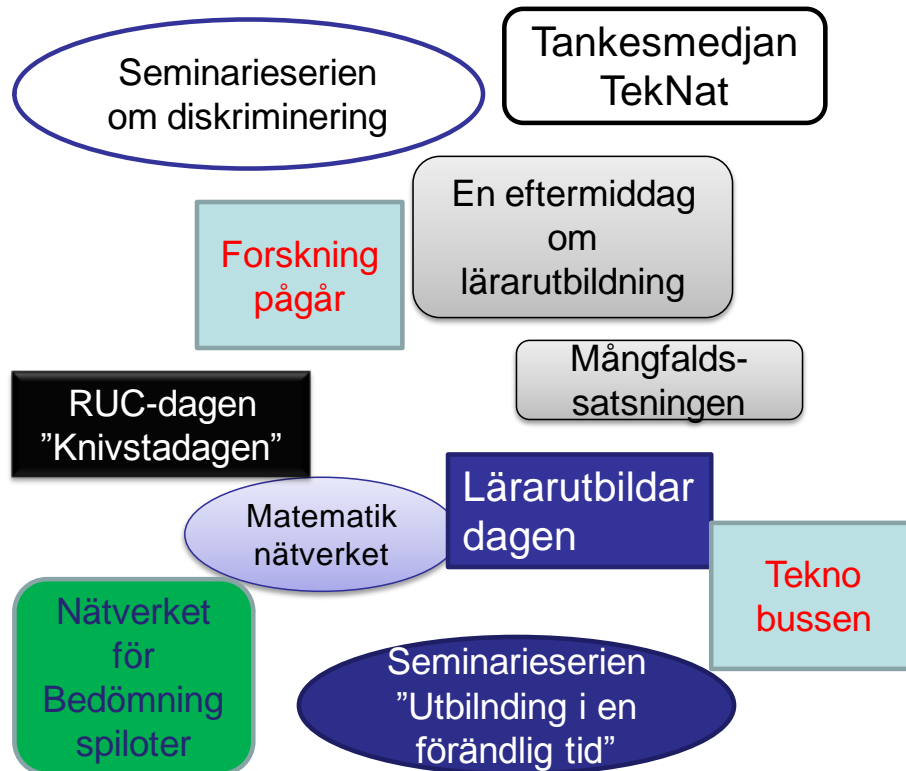 Seminarieserien
om diskriminering
Tankesmedjan
TekNat
En eftermiddag
om
lärarutbildning
Forskning
pågår
Mångfalds-
satsningen
RUC-dagen
”Knivstadagen”
Lärarutbildar
dagen
Matematik
nätverket
Tekno
bussen
Nätverket
för
Bedömning
spiloter
Seminarieserien
”Utbilnding i en
förändlig tid”